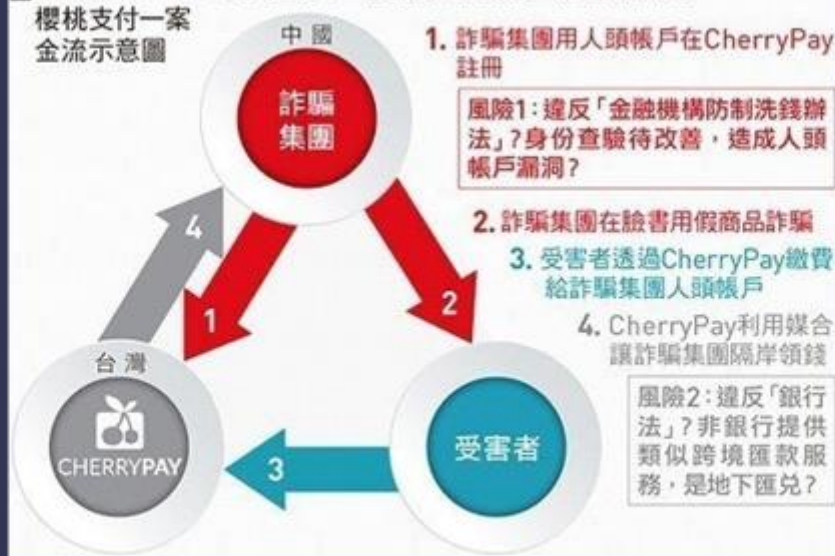 櫻桃支付一案
金流示意圖
中國
詐騙
集團
1. 詐騙集團用人頭帳戶在CherryPay
註冊
風險1:違反「金融機構防制洗錢辦
法」?身份查驗待改善,造成人頭
帳戶漏洞?
2. 詐騙集團在臉書用假商品詐騙
3. 受害者透過CherryPay繳費
給詐騙集團人頭帳戶
4. CherryPay利用媒合
讓詐騙集團隔岸領錢
風險2:違反「銀行
法」?非銀行提供
類似跨境匯款服
務,是地下匯兌?
4
1
2
台灣
CHERRYPAY
3
受害者